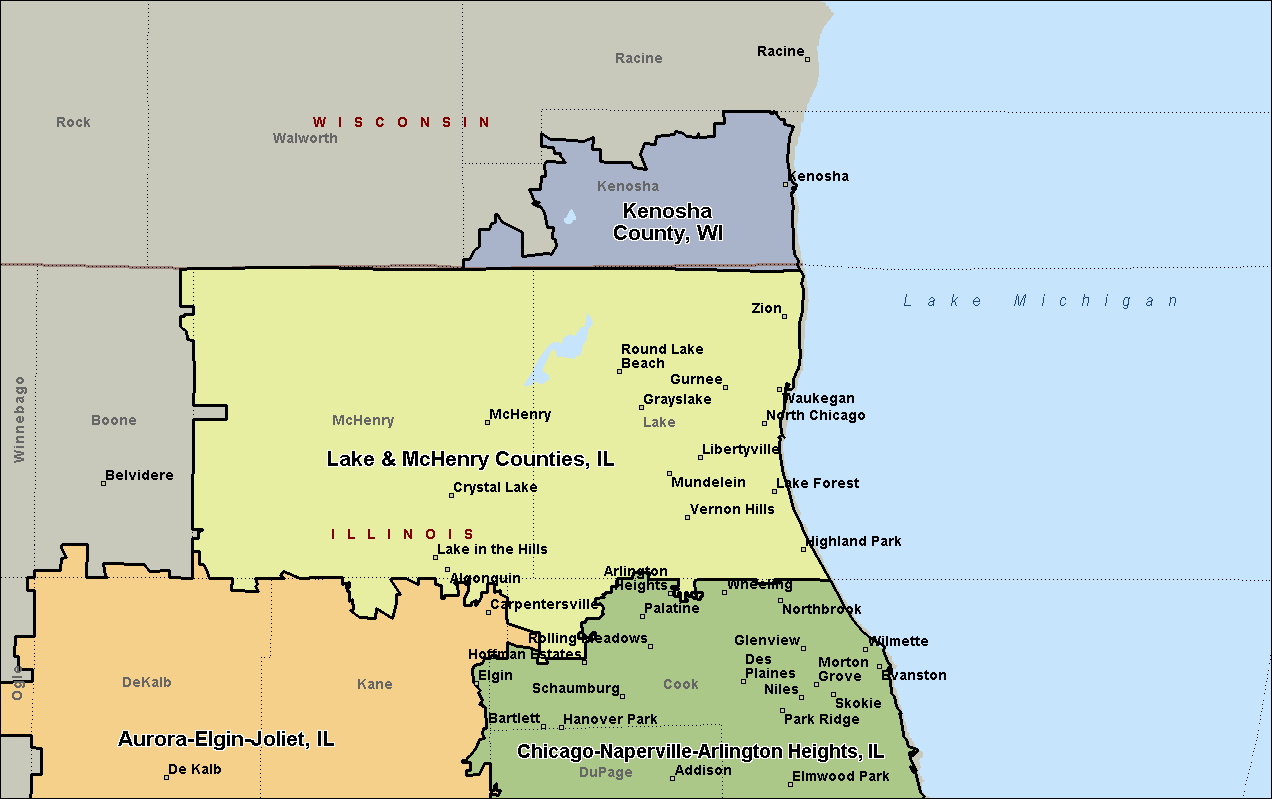 Racine
Racine
Rock
W I S C O N S I N
Walworth
Kenosha
Kenosha
Kenosha
County, WI
Lake Michigan
Zion
Round Lake
Beach
Gurnee
Waukegan
Grayslake
North Chicago
McHenry
McHenry
Lake
Winnebago
Boone
Libertyville
Lake & McHenry Counties, IL
Belvidere
Mundelein
Lake Forest
Crystal Lake
Vernon Hills
I L L I N O I S
Highland Park
Lake in the Hills
Algonquin
Arlington
Heights
Wheeling
Carpentersville
Palatine
Northbrook
Rolling Meadows
Glenview
Wilmette
Hoffman Estates
Des
Plaines
Morton
Grove
Evanston
Elgin
Ogle
DeKalb
Kane
Schaumburg
Cook
Niles
Skokie
Bartlett
Hanover Park
Park Ridge
Aurora-Elgin-Joliet, IL
Chicago-Naperville-Arlington Heights, IL
De Kalb
DuPage
Addison
Elmwood Park